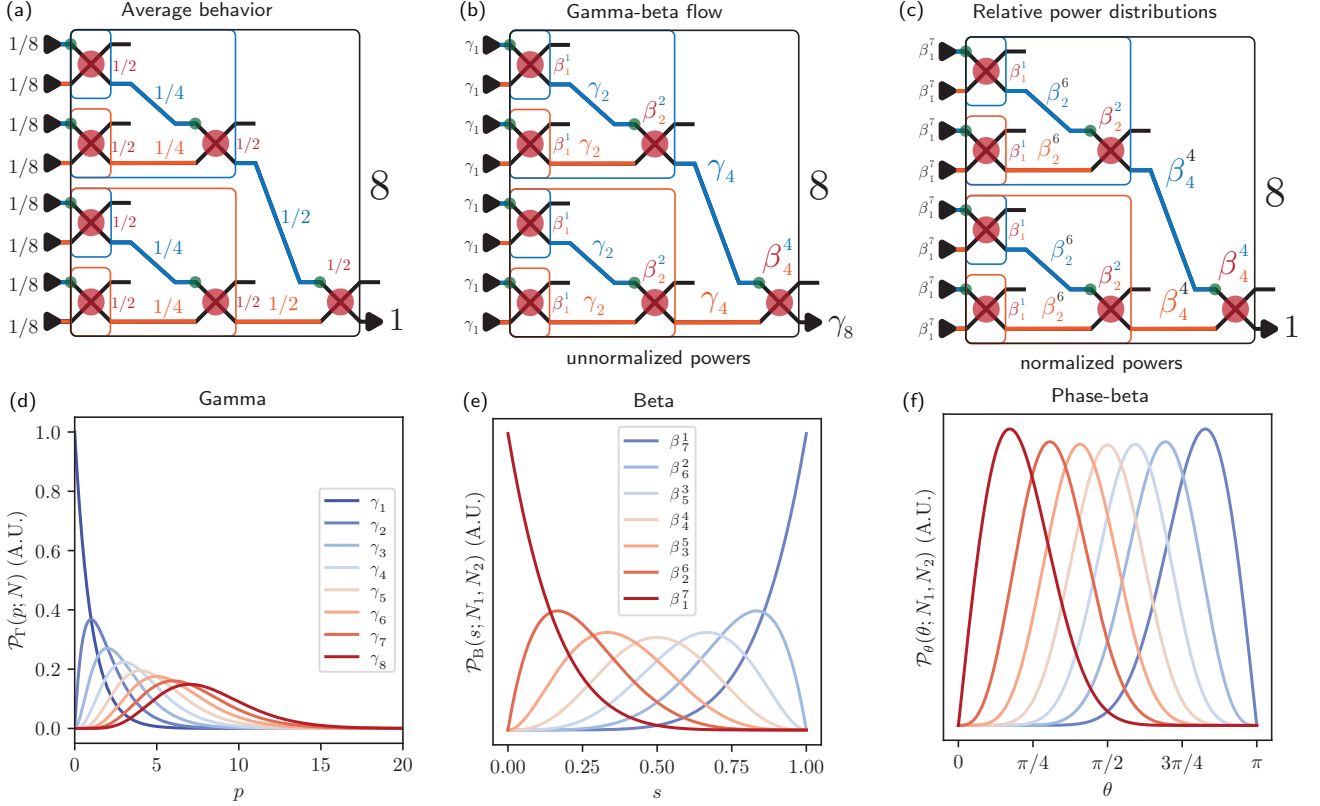 (a) Average behavior
1/8
1/8
1/8
1/8
1/8
1/8
1/8
1/8
1/2
1/2
1/2
1/2
1/4
1/4
1/4
1/4
1/2
1/2
1/2
1/2
1/2
8
1
(b) Gamma-beta flow
γ₁
γ₁
γ₁
γ₁
γ₁
γ₁
γ₁
γ₁
β₁¹
β₁¹
β₁¹
β₁¹
γ₂
γ₂
γ₂
γ₂
β₂²
β₂²
γ₄
γ₄
β₄⁴
8
γ₈
unnormalized powers
(c) Relative power distributions
β₁⁷
β₁⁷
β₁⁷
β₁⁷
β₁⁷
β₁⁷
β₁⁷
β₁⁷
β₁¹
β₁¹
β₁¹
β₁¹
β₂⁶
β₂⁶
β₂⁶
β₂⁶
β₂²
β₂²
β₄⁴
β₄⁴
β₄⁴
8
1
normalized powers
(d) Gamma
𝒫_Γ(p; N) (A.U.)
1.0
0.8
0.6
0.4
0.2
0.0
γ₁
γ₂
γ₃
γ₄
γ₅
γ₆
γ₇
γ₈
0 5 10 15 20
p
(e) Beta
𝒫_B(s; N₁, N₂) (A.U.)
β₇¹
β₆²
β₅³
β₄⁴
β₃⁵
β₂⁶
β₁⁷
0.00 0.25 0.50 0.75 1.00
s
(f) Phase-beta
𝒫_θ(θ; N₁, N₂) (A.U.)
0 π/4 π/2 3π/4 π
θ